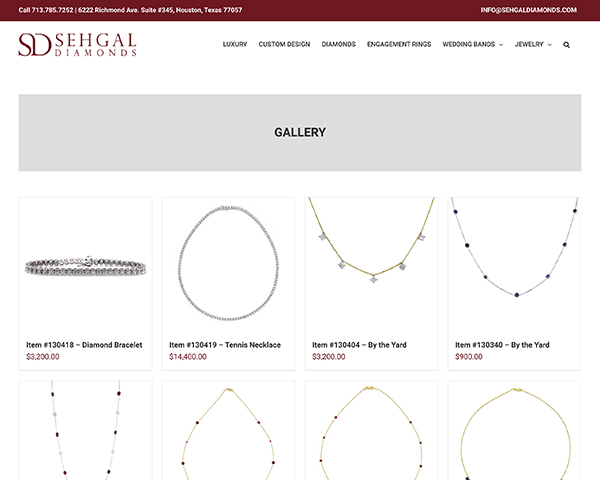 Call 713.785.7252 | 6222 Richmond Ave. Suite #345, Houston, Texas 77057 INFO@SEHGALDIAMONDS.COM
SD SEHGAL
DIAMONDS
LUXURY CUSTOM DESIGN DIAMONDS ENGAGEMENT RINGS WEDDING BANDS JEWELRY
GALLERY
Item #130418 – Diamond Bracelet
$3,200.00
Item #130419 – Tennis Necklace
$14,400.00
Item #130404 – By the Yard
$3,200.00
Item #130340 – By the Yard
$900.00